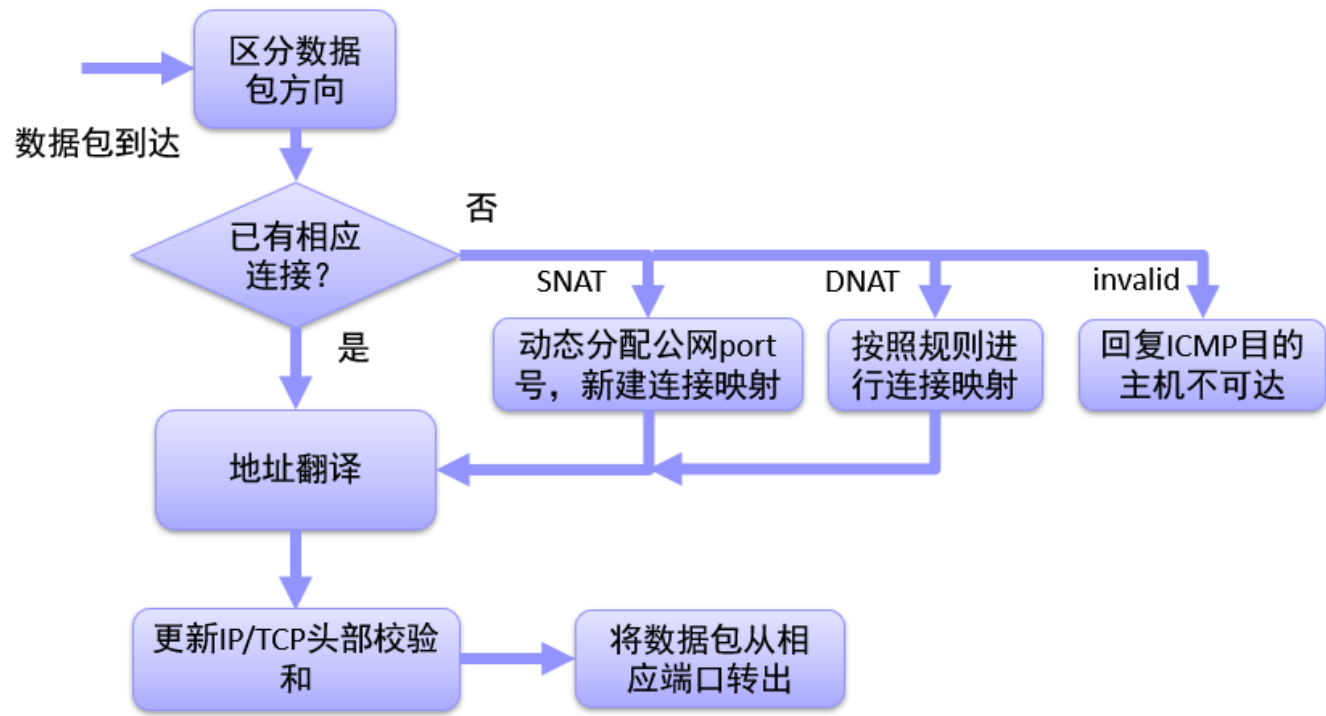 区分数据
包方向
数据包到达
否
已有相应
连接?
SNAT
DNAT
invalid
是
动态分配公网port
号，新建连接映射
按照规则进
行连接映射
回复ICMP目的
主机不可达
地址翻译
更新IP/TCP头部校验
和
将数据包从相
应端口转出